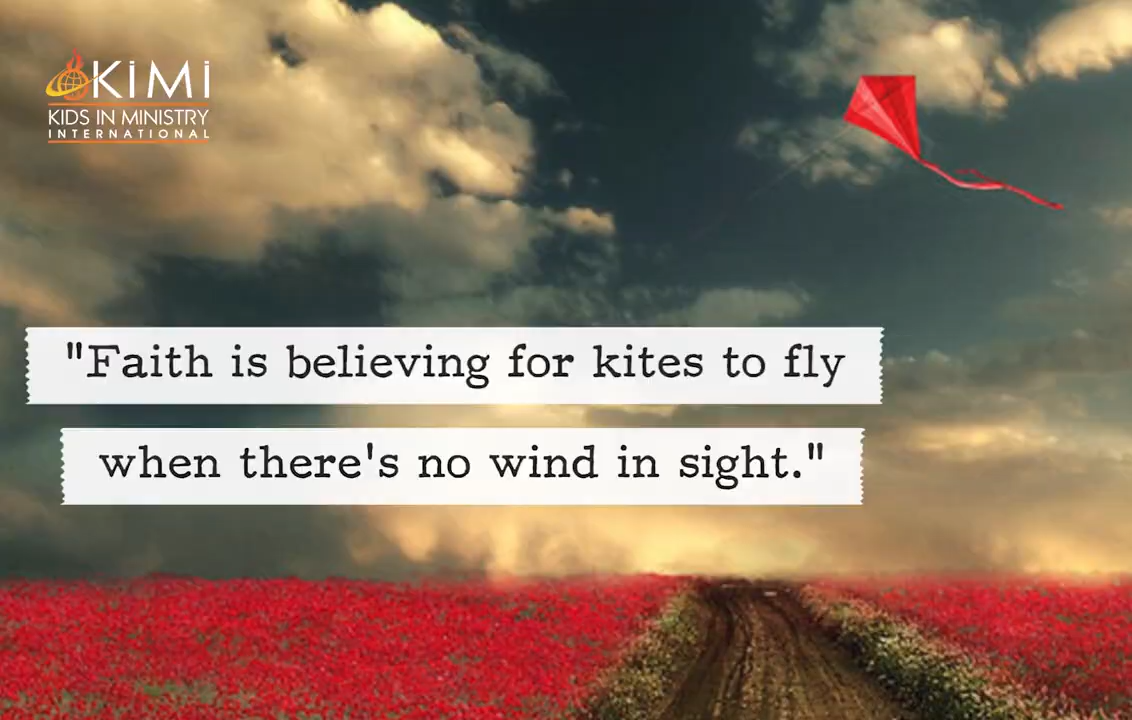 KiMi
KIDS IN MINISTRY
INTERNATIONAL
"Faith is believing for kites to fly
when there's no wind in sight."